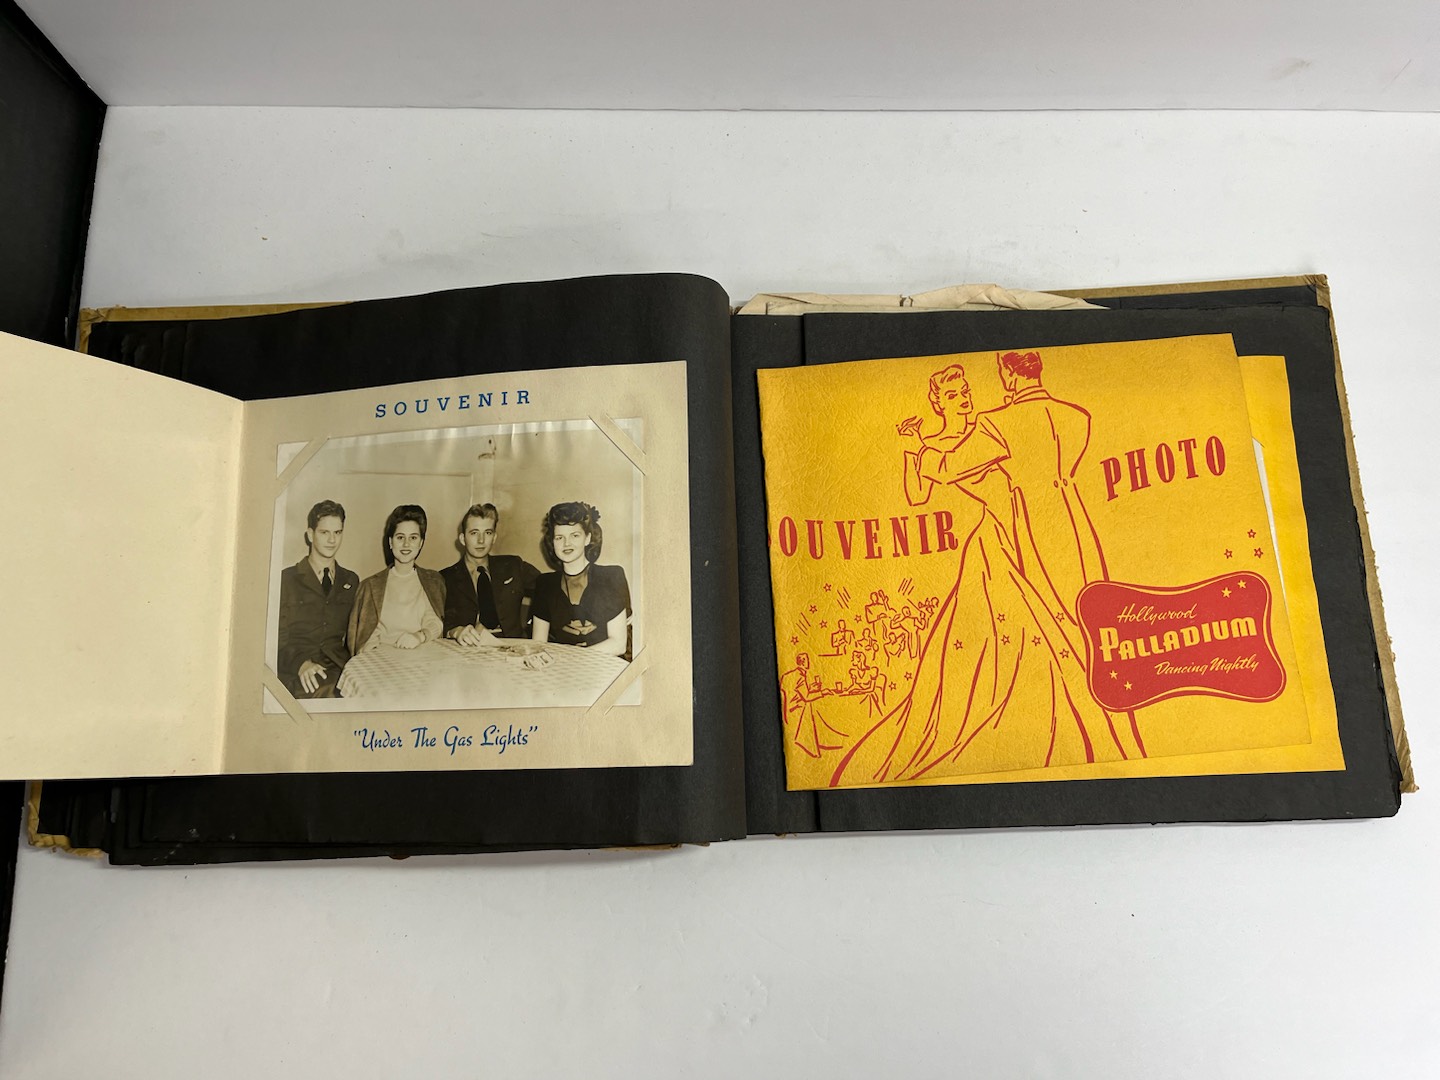 SOUVENIR
"Under The Gas Lights"
OUVENIR
PHOTO
Hollywood
PALLADIUM
Dancing Nightly